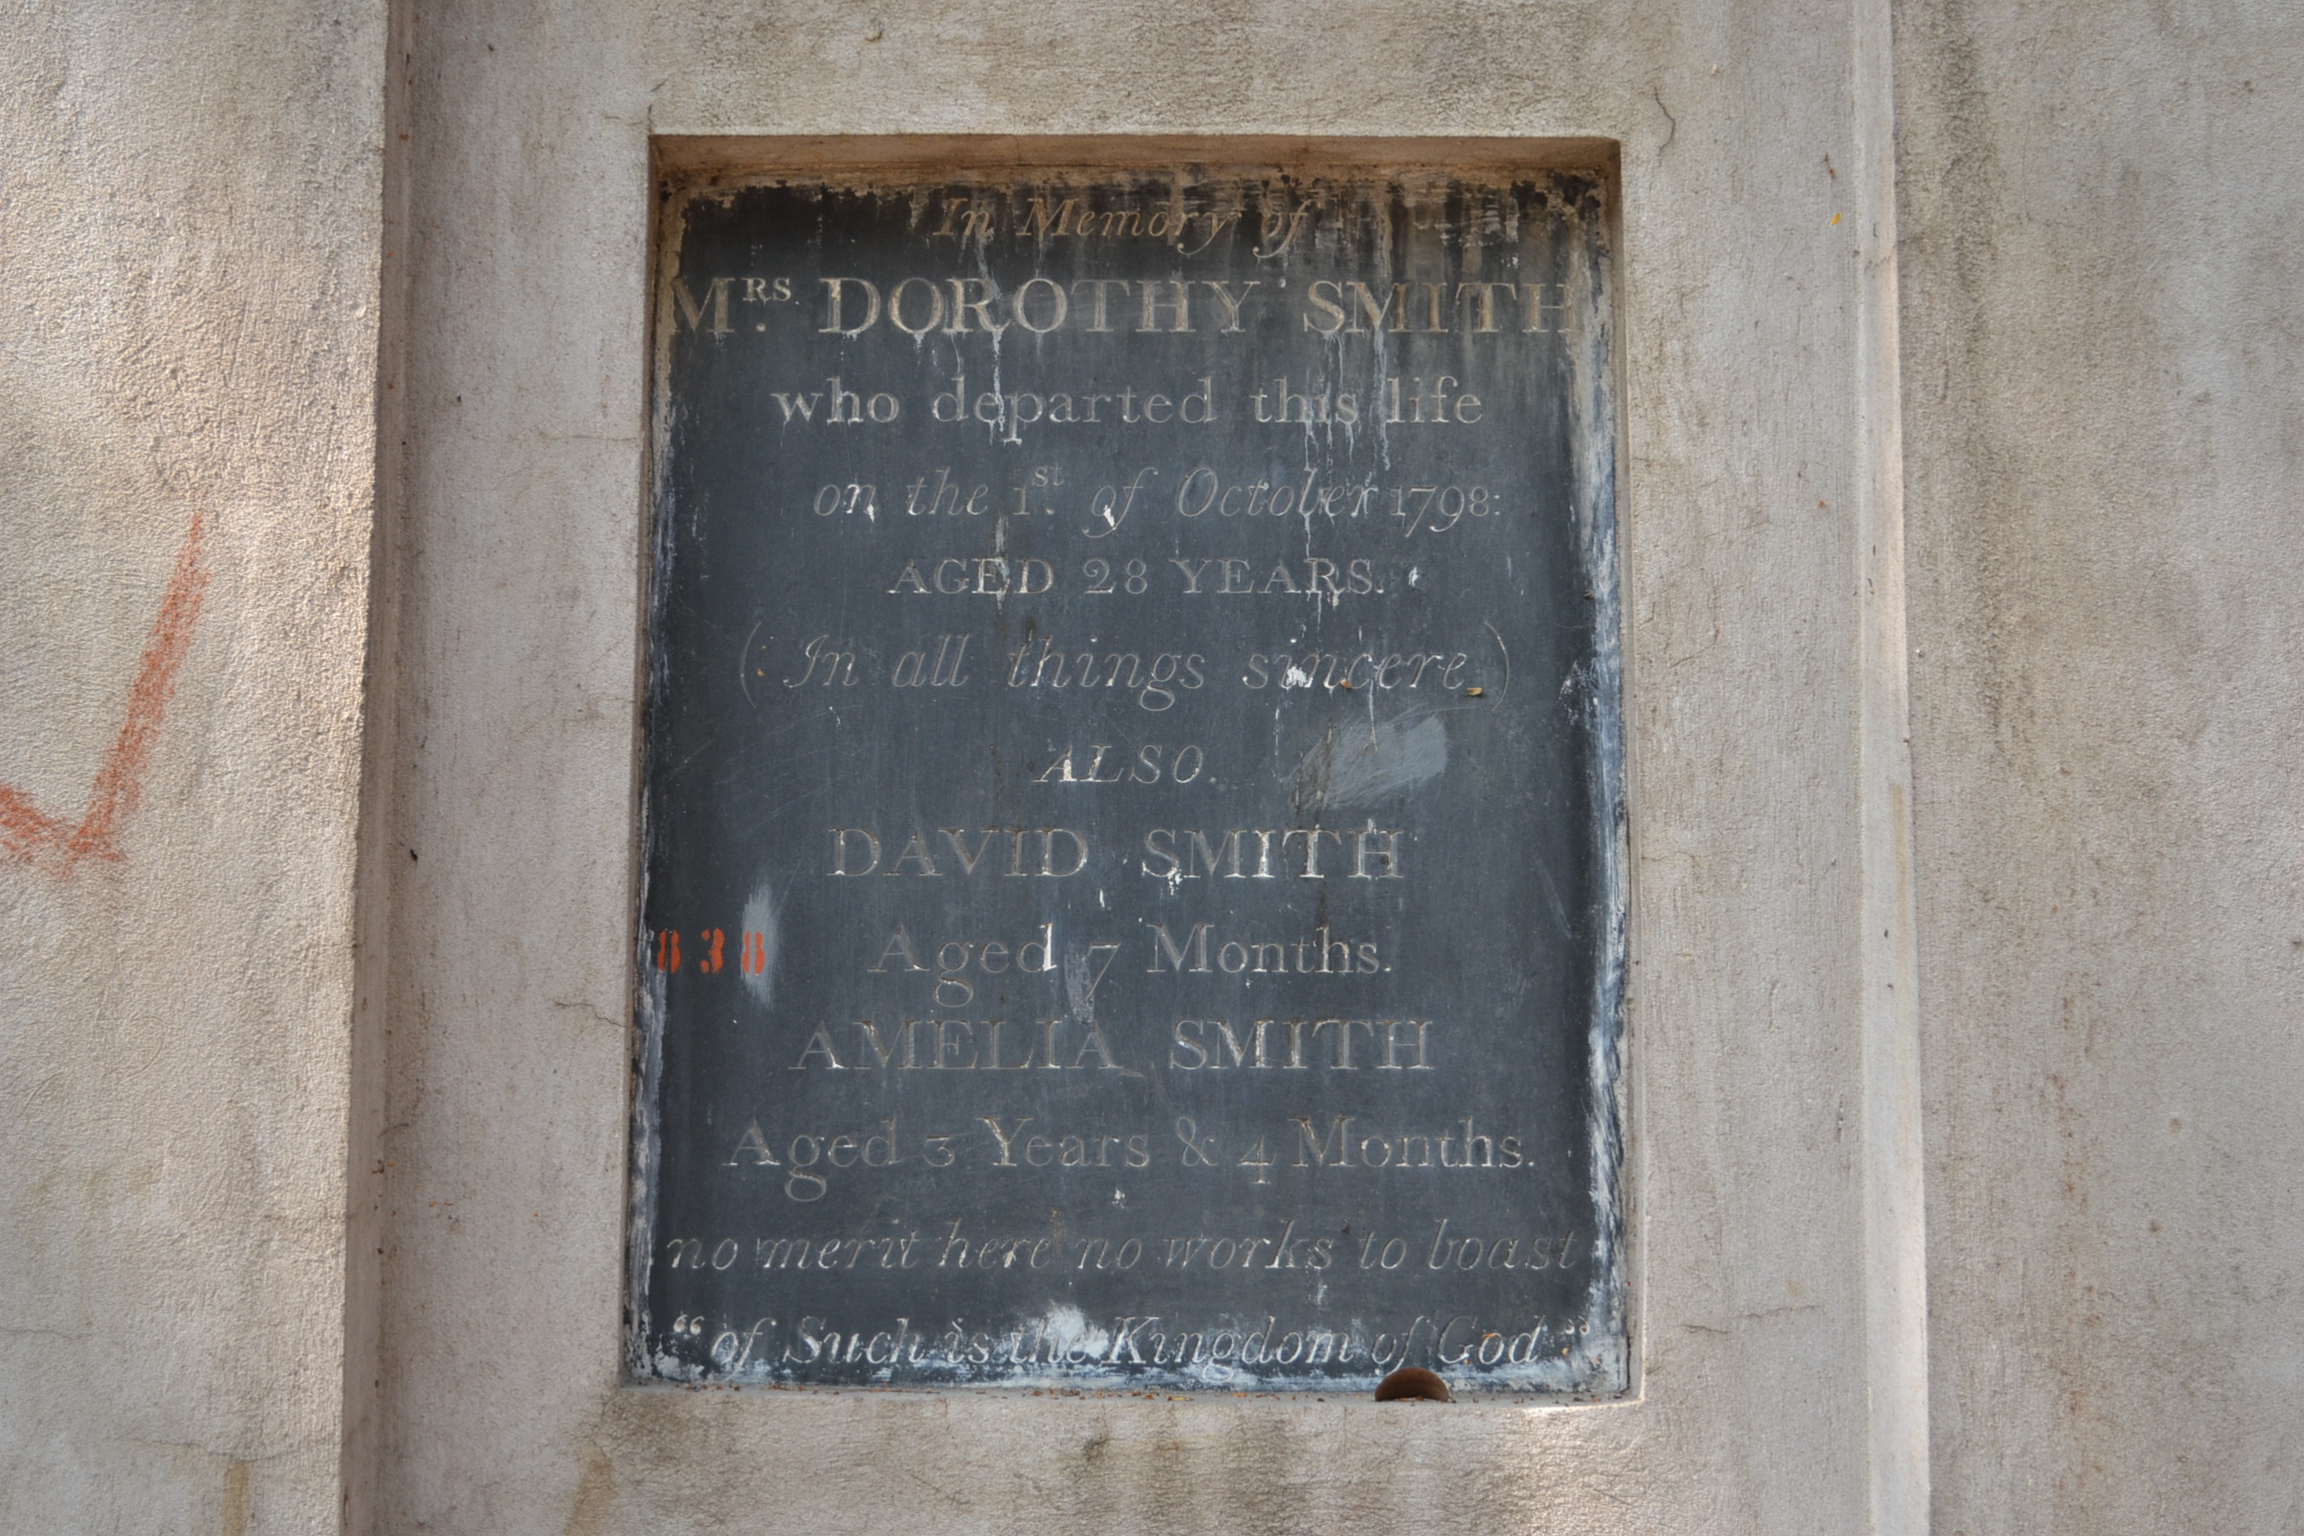 In Memory of
MRS. DOROTHY SMITH
who departed this life
on the 1st. of October 1798:
AGED 28 YEARS.
( In all things sincere )
ALSO.
DAVID SMITH
838
Aged 7 Months.
AMELIA SMITH
Aged 3 Years & 4 Months.
no merit here no works to boast
“of Such is the Kingdom of God”